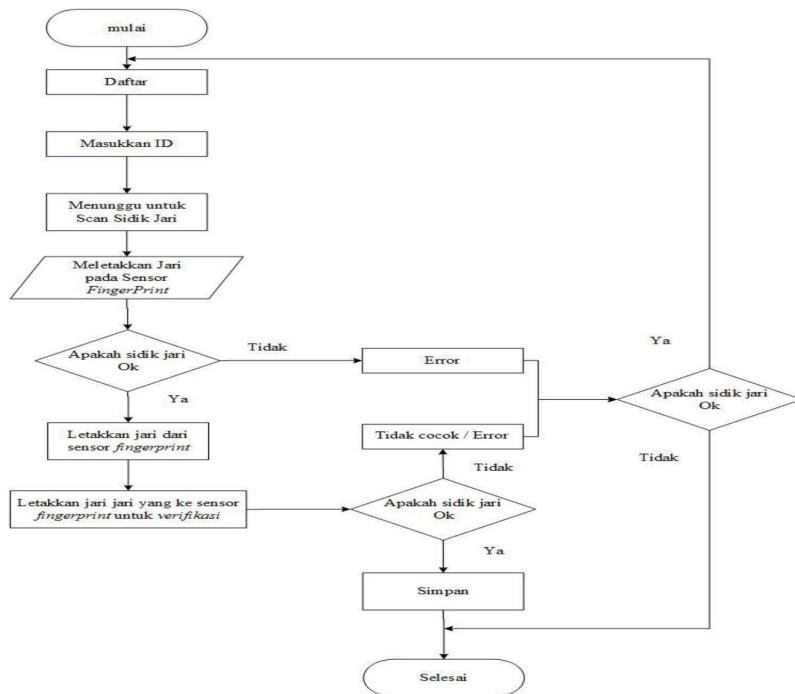 mulai
Daftar
Masukkan ID
Menunggu untuk
Scan Sidik Jari
Meletakkan Jari
pada Sensor
FingerPrint
Apakah sidik jari
Ok
Tidak
Error
Ya
Apakah sidik jari
Ok
Ya
Letakkan jari dari
sensor fingerprint
Tidak cocok / Error
Tidak
Tidak
Letakkan jari jari yang ke sensor
fingerprint untuk verifikasi
Apakah sidik jari
Ok
Ya
Simpan
Selesai